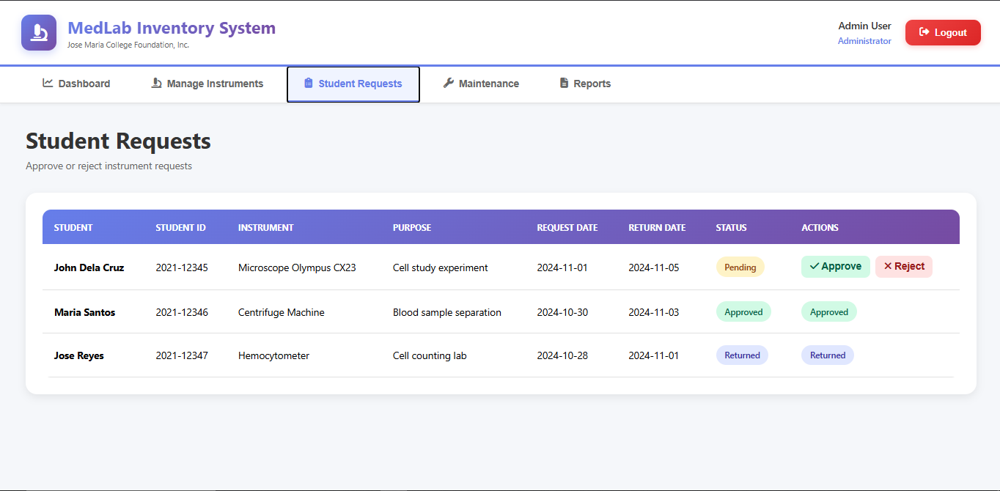 MedLab Inventory System
Jose Maria College Foundation, Inc.
Admin User
Administrator
Logout
Dashboard
Manage Instruments
Student Requests
Maintenance
Reports
Student Requests
Approve or reject instrument requests
STUDENT STUDENT ID INSTRUMENT PURPOSE REQUEST DATE RETURN DATE STATUS ACTIONS
John Dela Cruz 2021-12345 Microscope Olympus CX23 Cell study experiment 2024-11-01 2024-11-05 Pending Approve Reject
Maria Santos 2021-12346 Centrifuge Machine Blood sample separation 2024-10-30 2024-11-03 Approved Approved
Jose Reyes 2021-12347 Hemocytometer Cell counting lab 2024-10-28 2024-11-01 Returned Returned